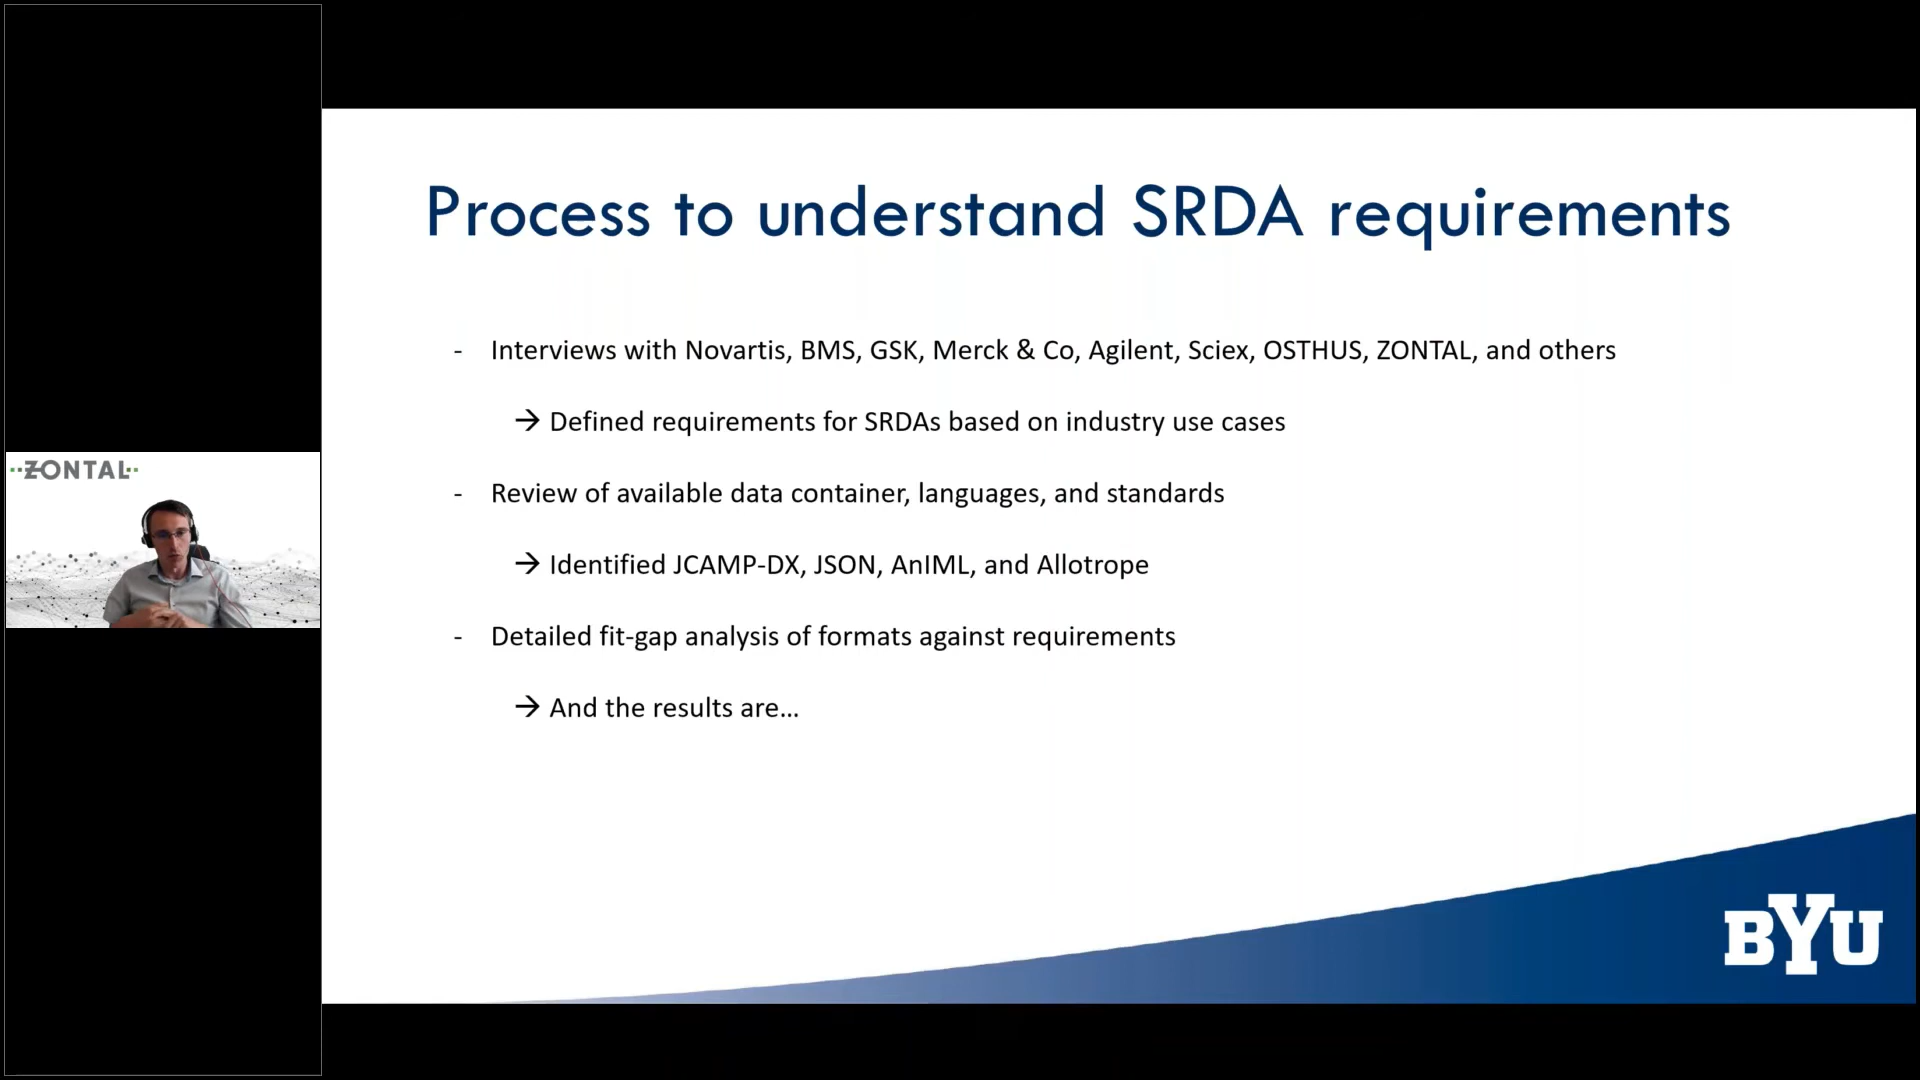 Process to understand SRDA requirements
- Interviews with Novartis, BMS, GSK, Merck & Co, Agilent, Sciex, OSTHUS, ZONTAL, and others
→ Defined requirements for SRDAs based on industry use cases
- Review of available data container, languages, and standards
→ Identified JCAMP-DX, JSON, AnIML, and Allotrope
- Detailed fit-gap analysis of formats against requirements
→ And the results are...
ZONTAL
BYU